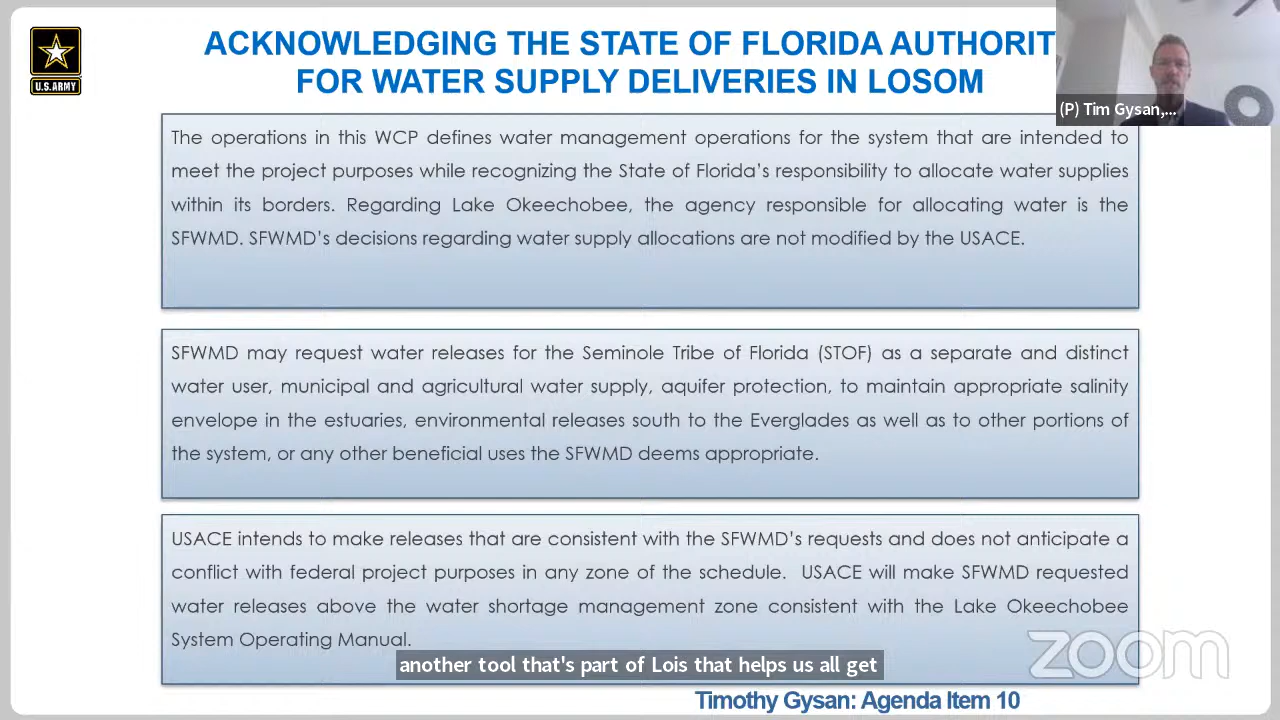 ACKNOWLEDGING THE STATE OF FLORIDA AUTHORIT
FOR WATER SUPPLY DELIVERIES IN LOSOM
U.S.ARMY
(P) Tim Gysan,...
The operations in this WCP defines water management operations for the system that are intended to
meet the project purposes while recognizing the State of Florida's responsibility to allocate water supplies
within its borders. Regarding Lake Okeechobee, the agency responsible for allocating water is the
SFWMD. SFWMD's decisions regarding water supply allocations are not modified by the USACE.
SFWMD may request water releases for the Seminole Tribe of Florida (STOF) as a separate and distinct
water user, municipal and agricultural water supply, aquifer protection, to maintain appropriate salinity
envelope in the estuaries, environmental releases south to the Everglades as well as to other portions of
the system, or any other beneficial uses the SFWMD deems appropriate.
USACE intends to make releases that are consistent with the SFWMD's requests and does not anticipate a
conflict with federal project purposes in any zone of the schedule.  USACE will make SFWMD requested
water releases above the water shortage management zone consistent with the Lake Okeechobee
System Operating Manual.
another tool that's part of Lois that helps us all get
zoom
Timothy Gysan: Agenda Item 10